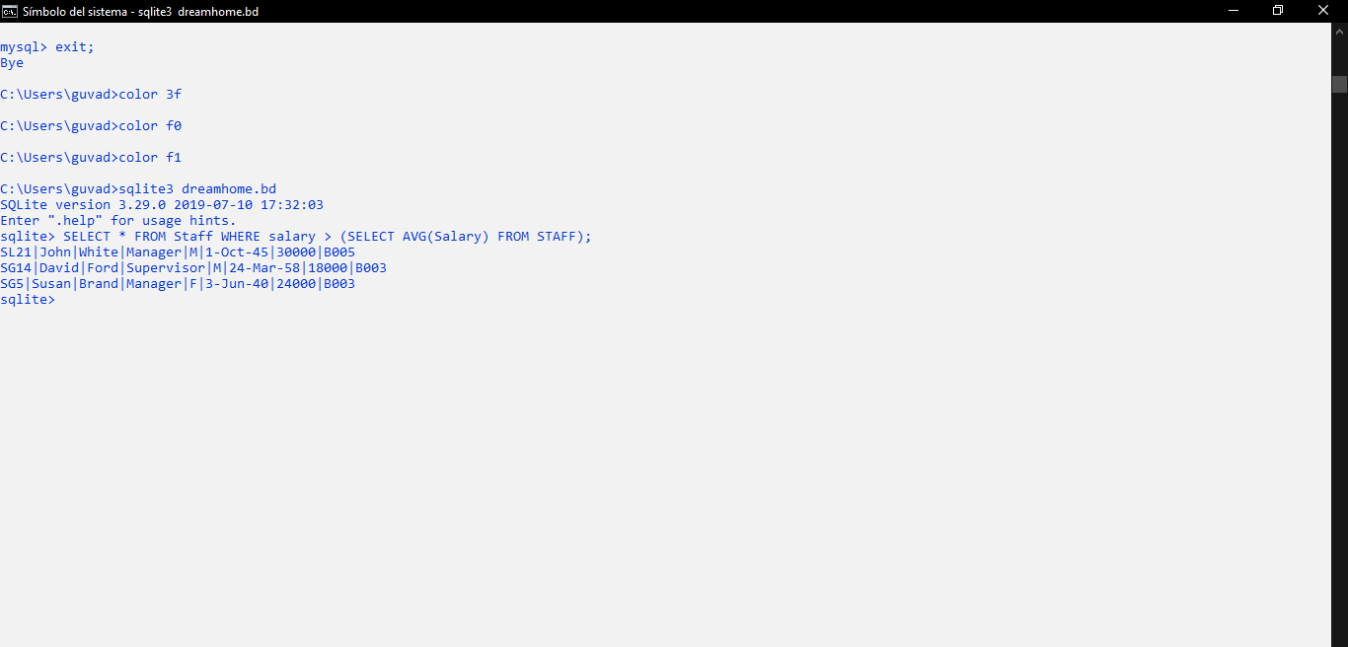 Símbolo del sistema - sqlite3  dreamhome.bd
mysql> exit;
Bye
C:\Users\guvad>color 3f
C:\Users\guvad>color f0
C:\Users\guvad>color f1
C:\Users\guvad>sqlite3 dreamhome.bd
SQLite version 3.29.0 2019-07-10 17:32:03
Enter ".help" for usage hints.
sqlite> SELECT * FROM Staff WHERE salary > (SELECT AVG(Salary) FROM STAFF);
SL21|John|White|Manager|M|1-Oct-45|30000|B005
SG14|David|Ford|Supervisor|M|24-Mar-58|18000|B003
SG5|Susan|Brand|Manager|F|3-Jun-40|24000|B003
sqlite>